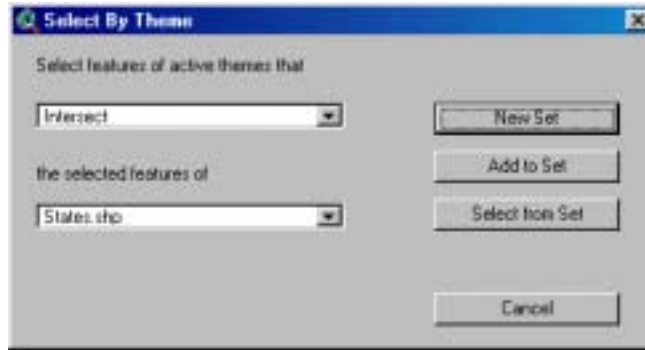 Select By Theme
Select features of active themes that
Intersect
New Set
the selected features of
Add to Set
States.shp
Select from Set
Cancel